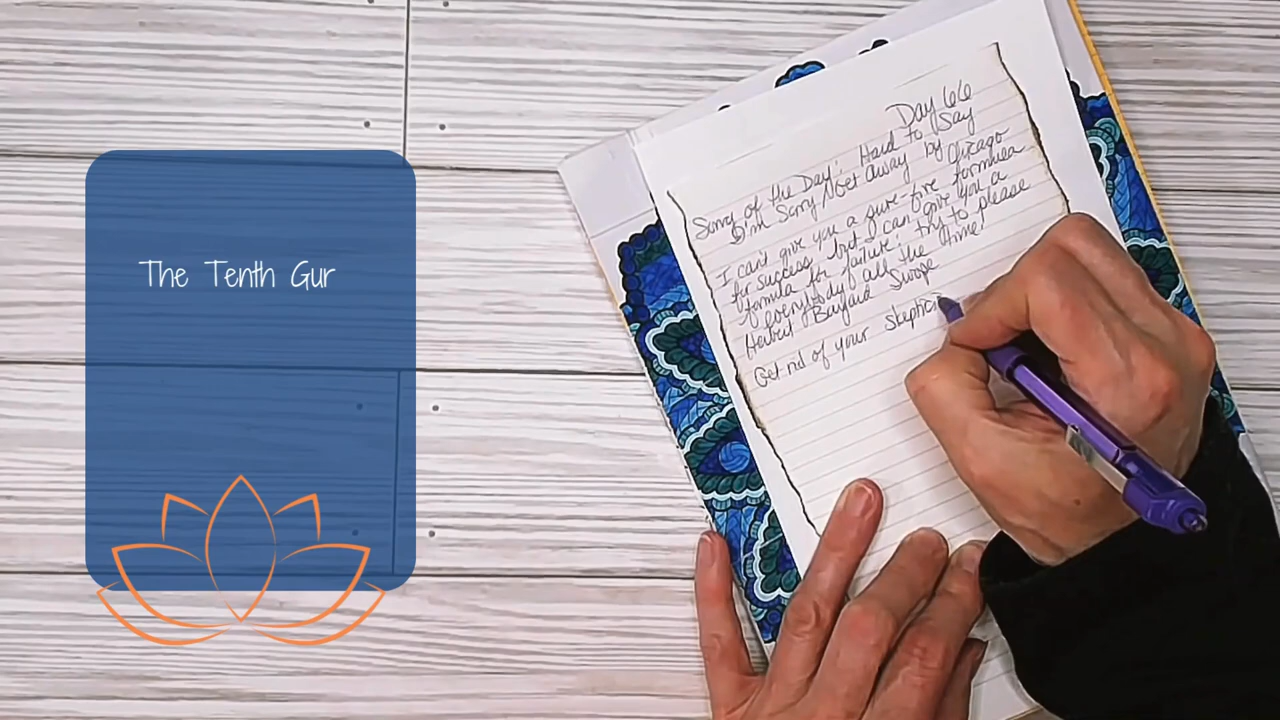 The Tenth Gur
Day 66
Song of the Day: Hard to Say
I'm Sorry/Get Away by
Chicago
I can't give you a sure-fire formula
for success, but I can give you a
formula for failure: try to please
everybody all the time.
Herbert Bayard Swope
Get rid of your skeptic